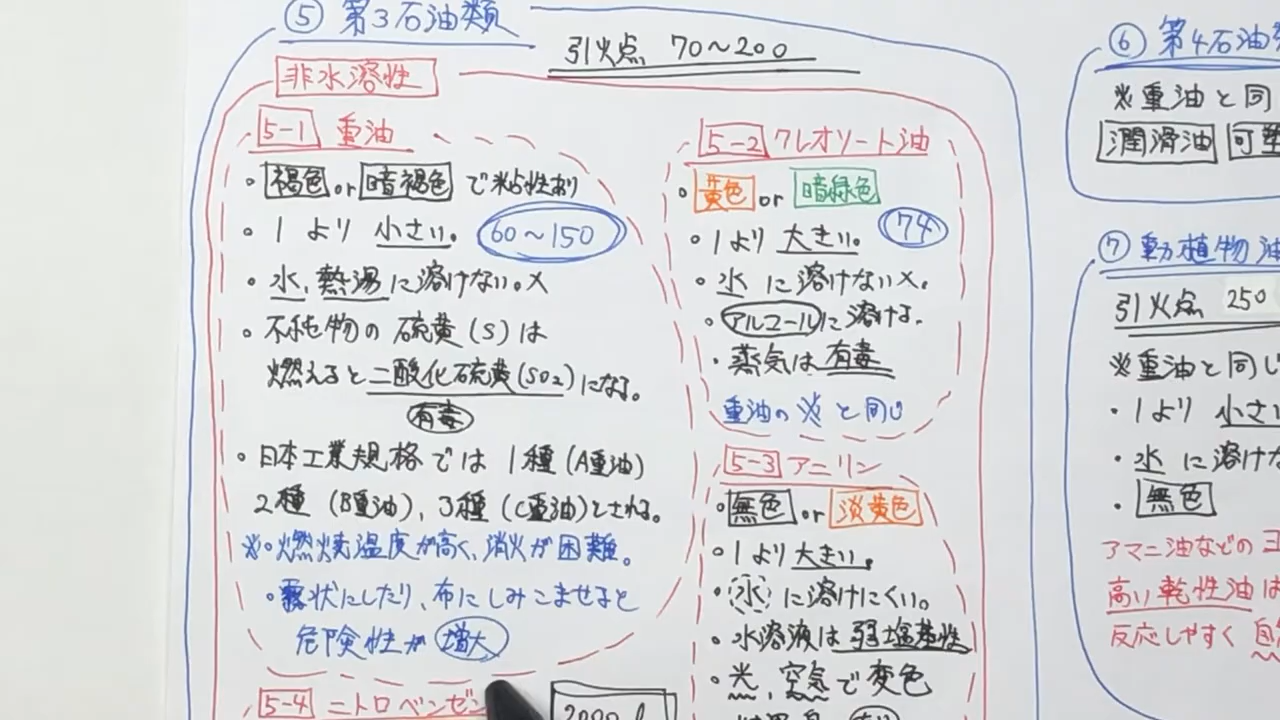 ⑤ 第3石油類
引火点 70〜200
非水溶性
5-1 重油
・褐色 or 暗褐色 で粘性あり
・1 より 小さい。 60〜150
・水、熱湯に溶けない。×
・不純物の 硫黄(S)は
燃えると二酸化硫黄(SO2)になる。
有毒
・日本工業規格では 1種(A重油)
2種(B重油)、3種(C重油)とされる。
※・燃焼温度が高く、消火が困難。
・霧状にしたり、布にしみこませると
危険性が 増大
5-4 ニトロベンゼン
2000 l
5-2 クレオソート油
・黄色 or 暗緑色
・1より 大きい。 74
・水 に溶けない×。
・アルコールに溶ける。
・蒸気は有毒
重油の ※ と同じ
5-3 アニリン
・無色 or 淡黄色
・1より大きい。
・水 に溶けにくい。
・水溶液は 弱塩基性
・光、空気で変色
⑥ 第4石油
※重油と同
潤滑油 可塑
⑦ 動植物油
引火点 250
※重油と同じ
・1より 小さ
・水 に溶け
・無色
アマニ油などのヨ
高い乾性油は
反応しやすく 自